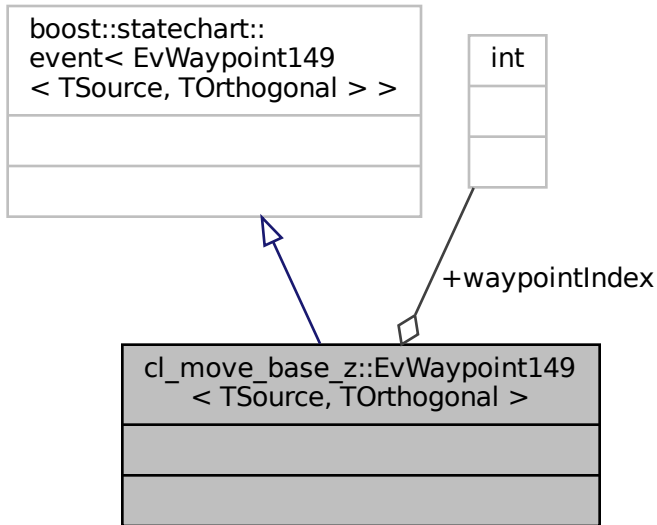 boost::statechart::
event< EvWaypoint149
< TSource, TOrthogonal > >
int
+waypointIndex
cl_move_base_z::EvWaypoint149
< TSource, TOrthogonal >